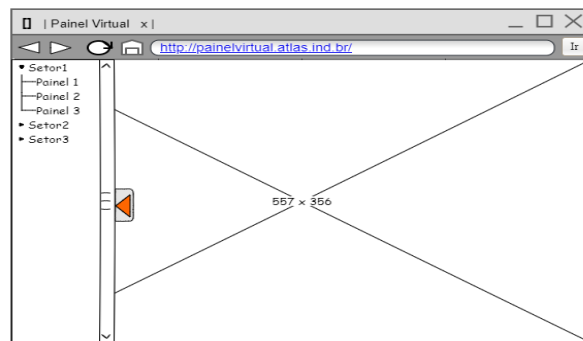 | Painel Virtual x |
http://painelvirtual.atlas.ind.br/ Ir
Setor1
Painel 1
Painel 2
Painel 3
Setor2
Setor3
557 x 356